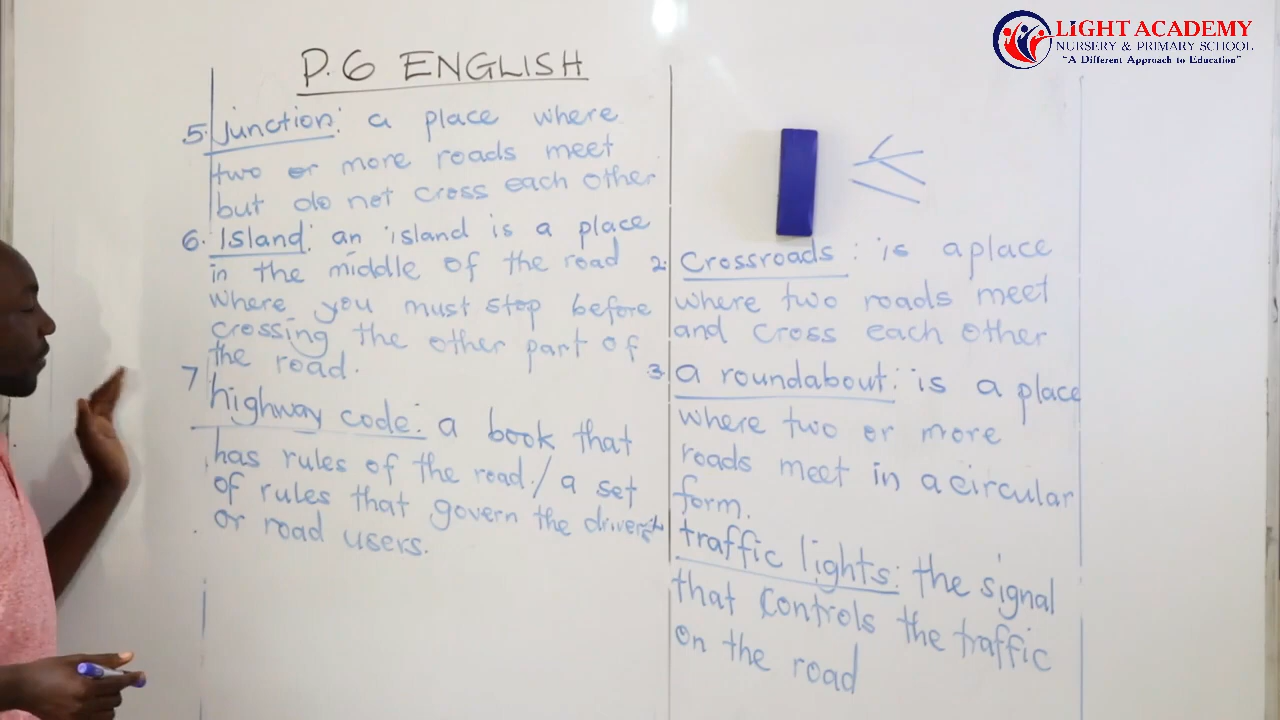 LIGHT ACADEMY
NURSERY & PRIMARY SCHOOL
"A Different Approach to Education"
P.6 ENGLISH
5. junction: a place where
two or more roads meet
but do not cross each other
6. Island: an island is a place
in the middle of the road
where you must stop before
crossing the other part of
the road.
7 highway code: a book that
has rules of the road / a set
of rules that govern the drivers
or road users.
2. Crossroads: is a place
where two roads meet
and cross each other
3. a roundabout: is a place
where two or more
roads meet in a circular
form.
traffic lights: the signal
that controls the traffic
on the road